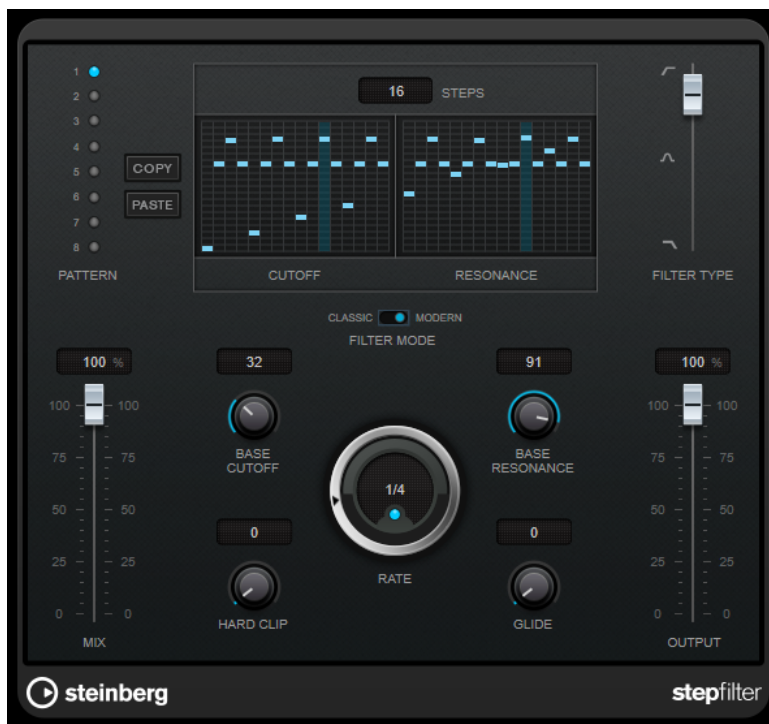 1
2
3
4
5
6
7
8
PATTERN
COPY
PASTE
16 STEPS
CUTOFF
RESONANCE
FILTER TYPE
CLASSIC MODERN
FILTER MODE
100 %
32
91
100 %
100 100
75 75
50 50
25 25
0 0
MIX
BASE
CUTOFF
BASE
RESONANCE
1/4
RATE
0
HARD CLIP
0
GLIDE
100 100
75 75
50 50
25 25
0 0
OUTPUT
steinberg
stepfilter